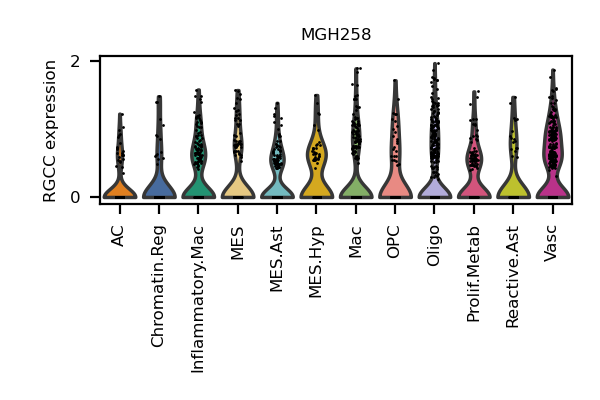 MGH258
RGCC expression
2
0
AC
Chromatin.Reg
Inflammatory.Mac
MES
MES.Ast
MES.Hyp
Mac
OPC
Oligo
Prolif.Metab
Reactive.Ast
Vasc